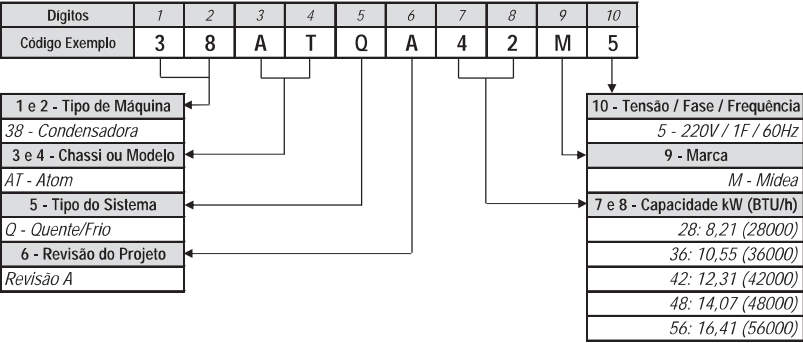 Dígitos 1 2 3 4 5 6 7 8 9 10
Código Exemplo 3 8 A T Q A 4 2 M 5
1 e 2 - Tipo de Máquina
38 - Condensadora
3 e 4 - Chassi ou Modelo
AT - Atom
5 - Tipo do Sistema
Q - Quente/Frio
6 - Revisão do Projeto
Revisão A
10 - Tensão / Fase / Frequência
5 - 220V / 1F / 60Hz
9 - Marca
M - Midea
7 e 8 - Capacidade kW (BTU/h)
28: 8,21 (28000)
36: 10,55 (36000)
42: 12,31 (42000)
48: 14,07 (48000)
56: 16,41 (56000)